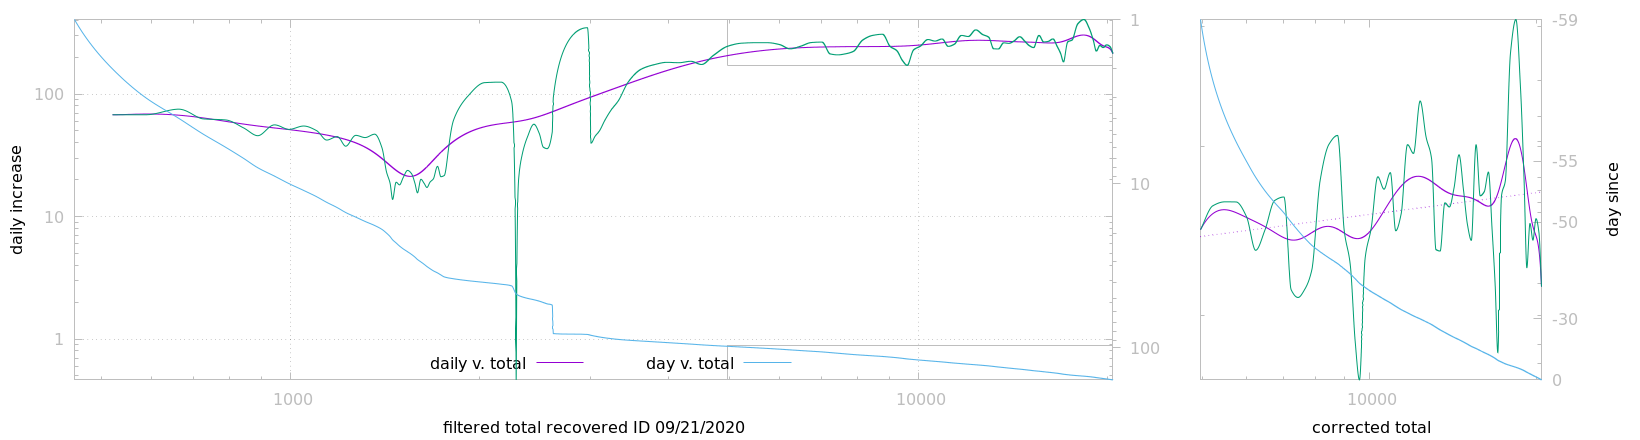 daily increase
100
10
1
1000
10000
1
10
100
daily v. total
day v. total
filtered total recovered ID 09/21/2020
-59
-55
-50
-30
0
day since
10000
corrected total